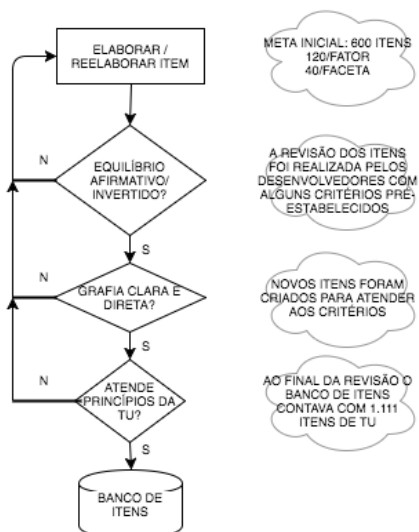 ELABORAR /
REELABORAR ITEM
META INICIAL: 600 ITENS
120/FATOR
40/FACETA
N
EQUILÍBRIO
AFIRMATIVO/
INVERTIDO?
A REVISÃO DOS ITENS
FOI REALIZADA PELOS
DESENVOLVEDORES COM
ALGUNS CRITÉRIOS PRÉ-
ESTABELECIDOS
S
N
GRAFIA CLARA E
DIRETA?
NOVOS ITENS FORAM
CRIADOS PARA ATENDER
AOS CRITÉRIOS
S
N
ATENDE
PRINCÍPIOS DA
TU?
AO FINAL DA REVISÃO O
BANCO DE ITENS
CONTAVA COM 1.111
ITENS DE TU
S
BANCO DE
ITENS